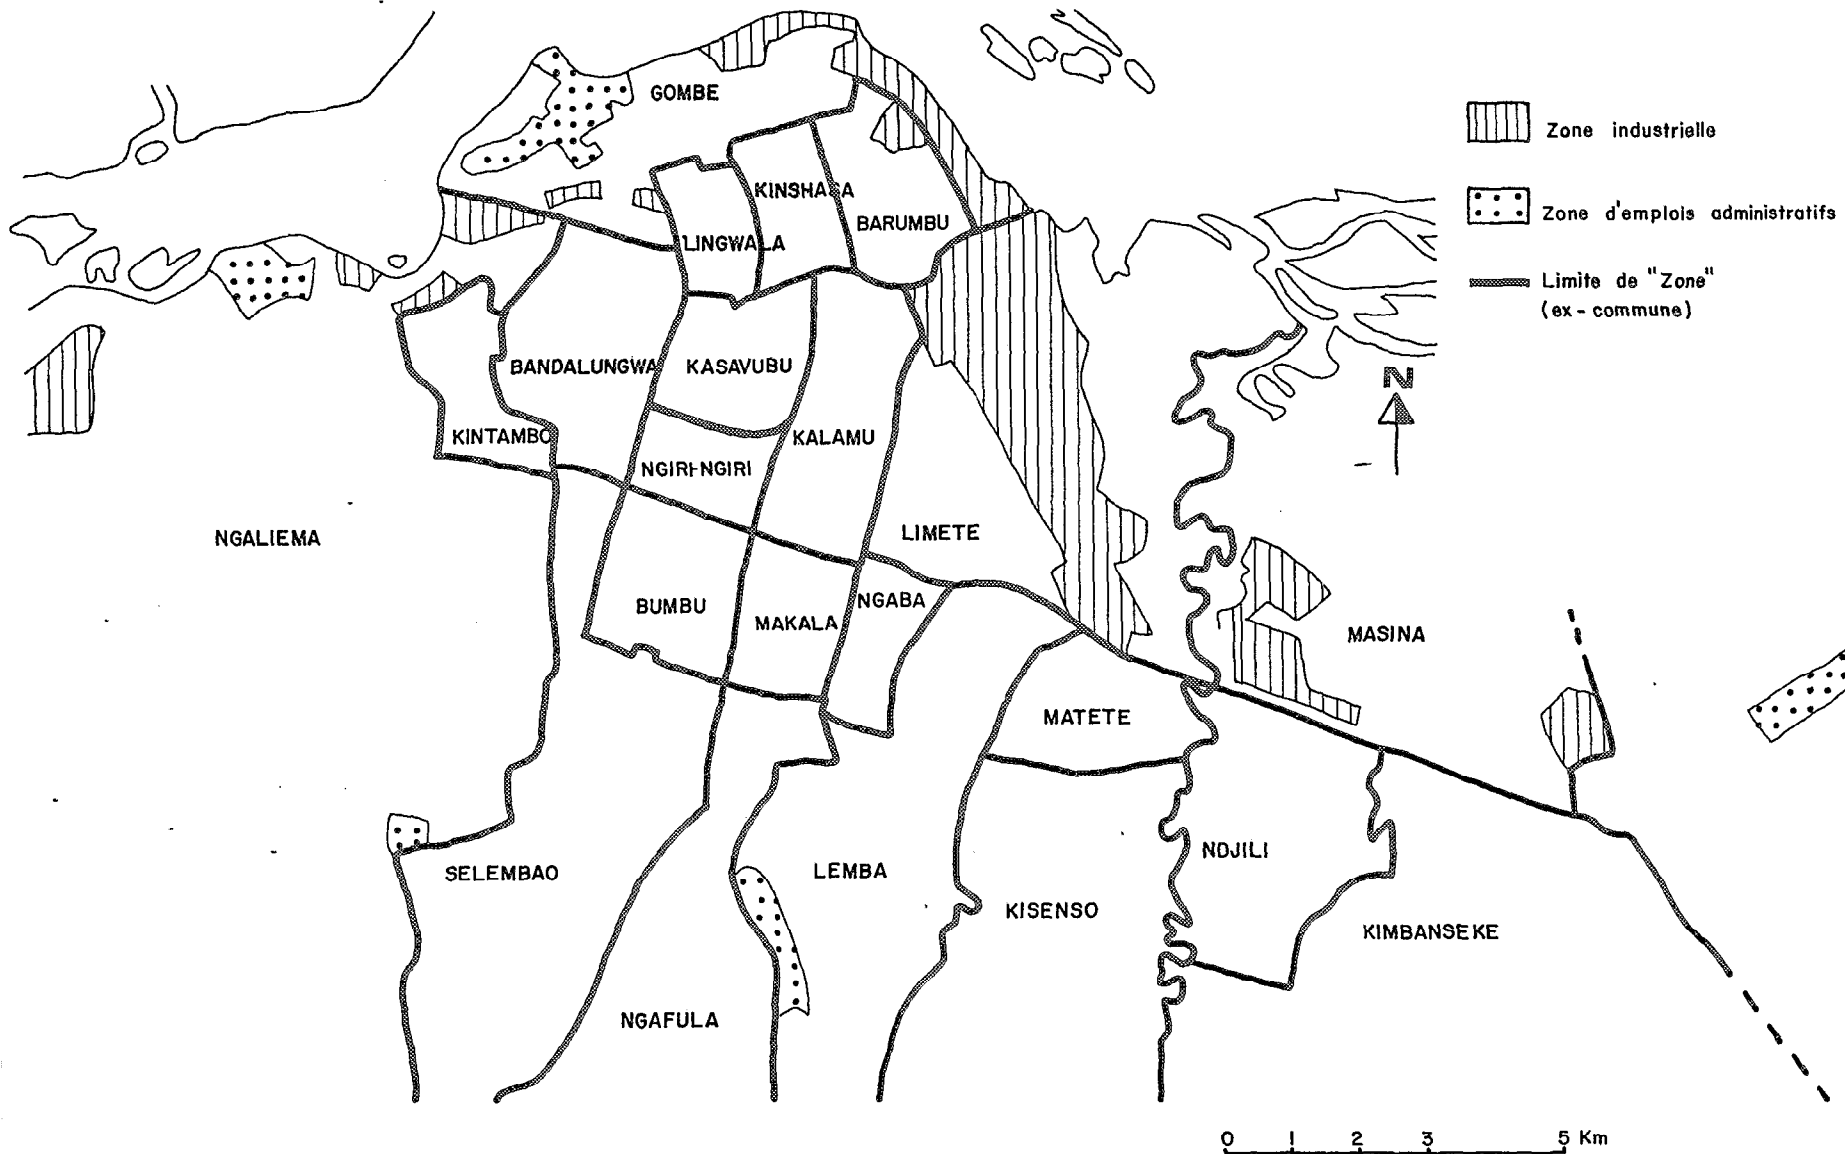 GOMBE
Zone industrielle
KINSHASA
Zone d'emplois administratifs
BARUMBU
LINGWALA
Limite de "Zone"
(ex-commune)
BANDALUNGWA
KASAVUBU
N
KINTAMBO
KALAMU
NGIRI-NGIRI
NGALIEMA
LIMETE
NGABA
BUMBU
MAKALA
MASINA
MATETE
NDJILI
SELEMBAO
LEMBA
KISENSO
KIMBANSEKE
NGAFULA
0 1 2 3 5 Km